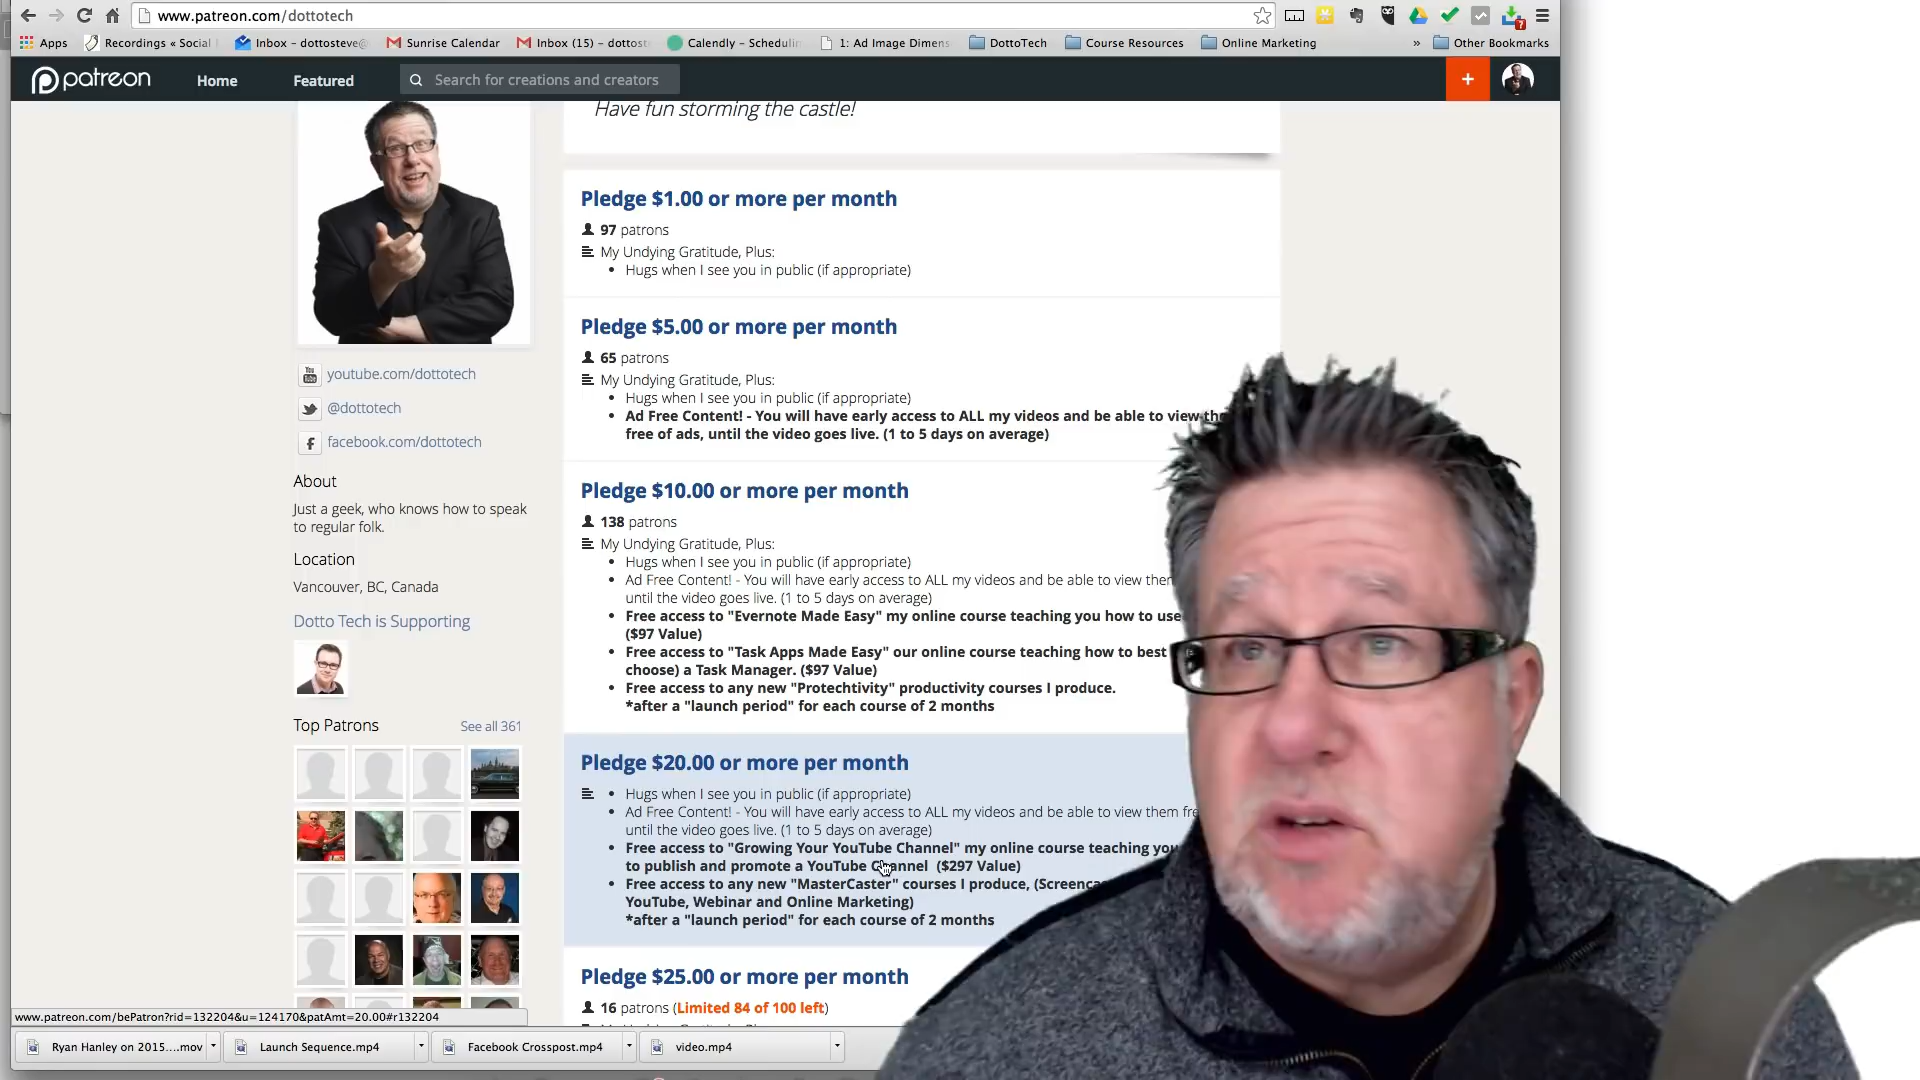 www.patreon.com/dottotech
Apps Recordings « Social Inbox – dottosteve@ Sunrise Calendar Inbox (15) – dottost Calendly – Schedulin 1: Ad Image Dimens DottoTech Course Resources Online Marketing » Other Bookmarks
patreon Home Featured Search for creations and creators +
Have fun storming the castle!
Pledge $1.00 or more per month
97 patrons
My Undying Gratitude, Plus:
• Hugs when I see you in public (if appropriate)
Pledge $5.00 or more per month
65 patrons
My Undying Gratitude, Plus:
• Hugs when I see you in public (if appropriate)
• Ad Free Content! - You will have early access to ALL my videos and be able to view
free of ads, until the video goes live. (1 to 5 days on average)
Pledge $10.00 or more per month
138 patrons
My Undying Gratitude, Plus:
• Hugs when I see you in public (if appropriate)
• Ad Free Content! - You will have early access to ALL my videos and be able to view them
until the video goes live. (1 to 5 days on average)
• Free access to "Evernote Made Easy" my online course teaching you how to use
($97 Value)
• Free access to "Task Apps Made Easy" our online course teaching how to best
choose) a Task Manager. ($97 Value)
• Free access to any new "Protechtivity" productivity courses I produce.
*after a "launch period" for each course of 2 months
Pledge $20.00 or more per month
• Hugs when I see you in public (if appropriate)
• Ad Free Content! - You will have early access to ALL my videos and be able to view them
until the video goes live. (1 to 5 days on average)
• Free access to "Growing Your YouTube Channel" my online course teaching you
to publish and promote a YouTube Channel ($297 Value)
• Free access to any new "MasterCaster" courses I produce, (Screenca
YouTube, Webinar and Online Marketing)
*after a "launch period" for each course of 2 months
Pledge $25.00 or more per month
16 patrons (Limited 84 of 100 left)
youtube.com/dottotech
@dottotech
facebook.com/dottotech
About
Just a geek, who knows how to speak
to regular folk.
Location
Vancouver, BC, Canada
Dotto Tech is Supporting
Top Patrons See all 361
www.patreon.com/bePatron?rid=132204&u=124170&patAmt=20.00#r132204
Ryan Hanley on 2015....mov Launch Sequence.mp4 Facebook Crosspost.mp4 video.mp4